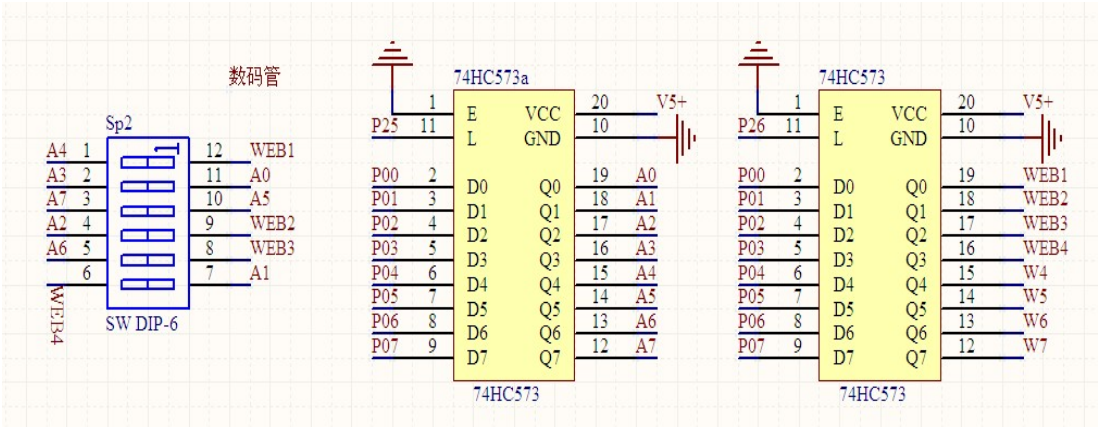 数码管
Sp2
A4 1 12 WEB1
A3 2 11 A0
A7 3 10 A5
A2 4 9 WEB2
A6 5 8 WEB3
6 7 A1
WEB4
SW DIP-6
74HC573a
1 E VCC 20 V5+
P25 11 L GND 10
P00 2 D0 Q0 19 A0
P01 3 D1 Q1 18 A1
P02 4 D2 Q2 17 A2
P03 5 D3 Q3 16 A3
P04 6 D4 Q4 15 A4
P05 7 D5 Q5 14 A5
P06 8 D6 Q6 13 A6
P07 9 D7 Q7 12 A7
74HC573
74HC573
1 E VCC 20 V5+
P26 11 L GND 10
P00 2 D0 Q0 19 WEB1
P01 3 D1 Q1 18 WEB2
P02 4 D2 Q2 17 WEB3
P03 5 D3 Q3 16 WEB4
P04 6 D4 Q4 15 W4
P05 7 D5 Q5 14 W5
P06 8 D6 Q6 13 W6
P07 9 D7 Q7 12 W7
74HC573